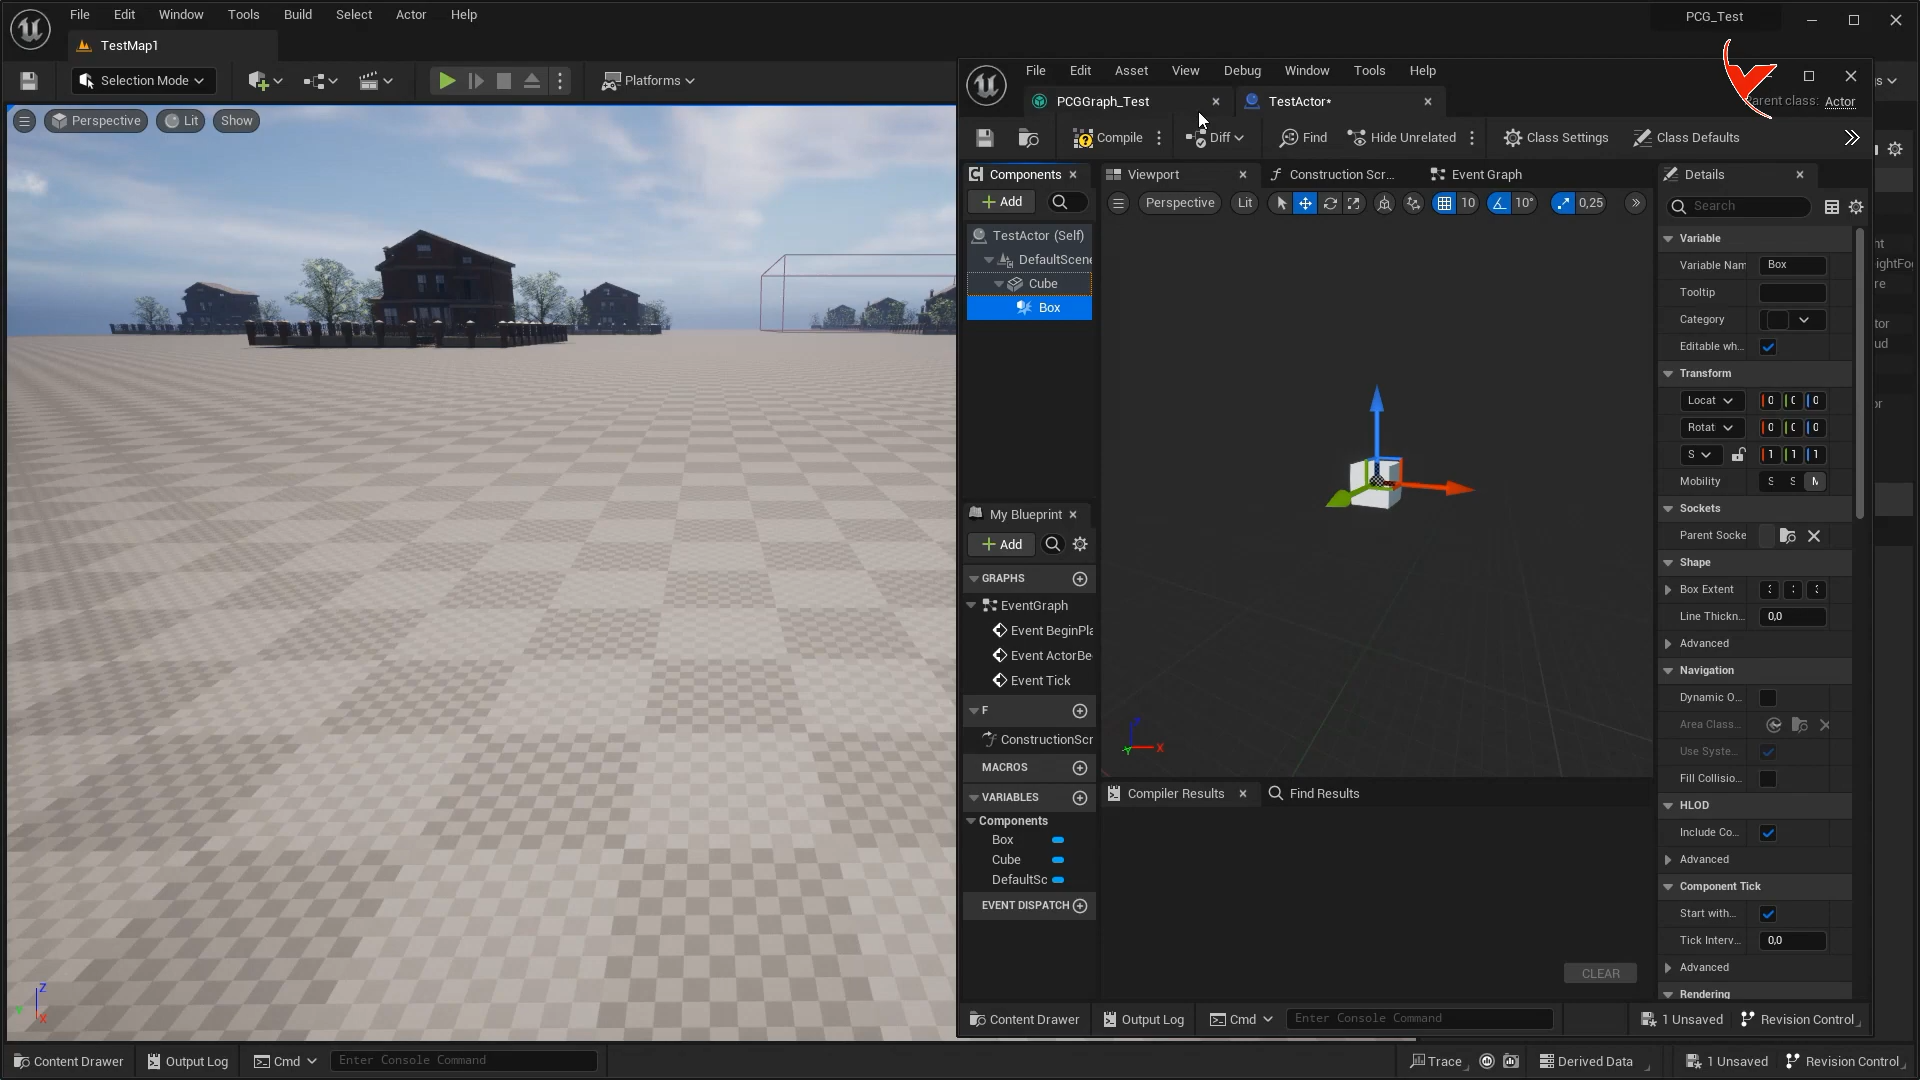 File Edit Window Tools Build Select Actor Help
PCG_Test
TestMap1
Selection Mode
Platforms
Perspective
Lit
Show
File Edit Asset View Debug Window Tools Help
PCGGraph_Test
TestActor*
Parent class: Actor
Compile
Diff
Find
Hide Unrelated
Class Settings
Class Defaults
Components
Add
TestActor (Self)
DefaultScene
Cube
Box
My Blueprint
Add
GRAPHS
EventGraph
Event BeginPla
Event ActorBe
Event Tick
F
ConstructionScr
MACROS
VARIABLES
Components
Box
Cube
DefaultSc
EVENT DISPATCH
Viewport
Construction Scr...
Event Graph
Perspective
Lit
10
10°
0,25
X
Compiler Results
Find Results
CLEAR
Details
Search
Variable
Variable Nam
Box
Tooltip
Category
Editable wh...
Transform
Locat
0 0
Rotat
0 0
S
1 1 1
Mobility
S S
Sockets
Parent Socke
Shape
Box Extent
Line Thickn...
0,0
Advanced
Navigation
Dynamic O...
Area Class...
Use Syste...
Fill Collisio...
HLOD
Include Co...
Advanced
Component Tick
Start with...
Tick Interv...
0,0
Advanced
Rendering
Content Drawer
Output Log
Cmd
Enter Console Command
1 Unsaved
Revision Control
Z
X
Content Drawer
Output Log
Cmd
Enter Console Command
Trace
Derived Data
1 Unsaved
Revision Control